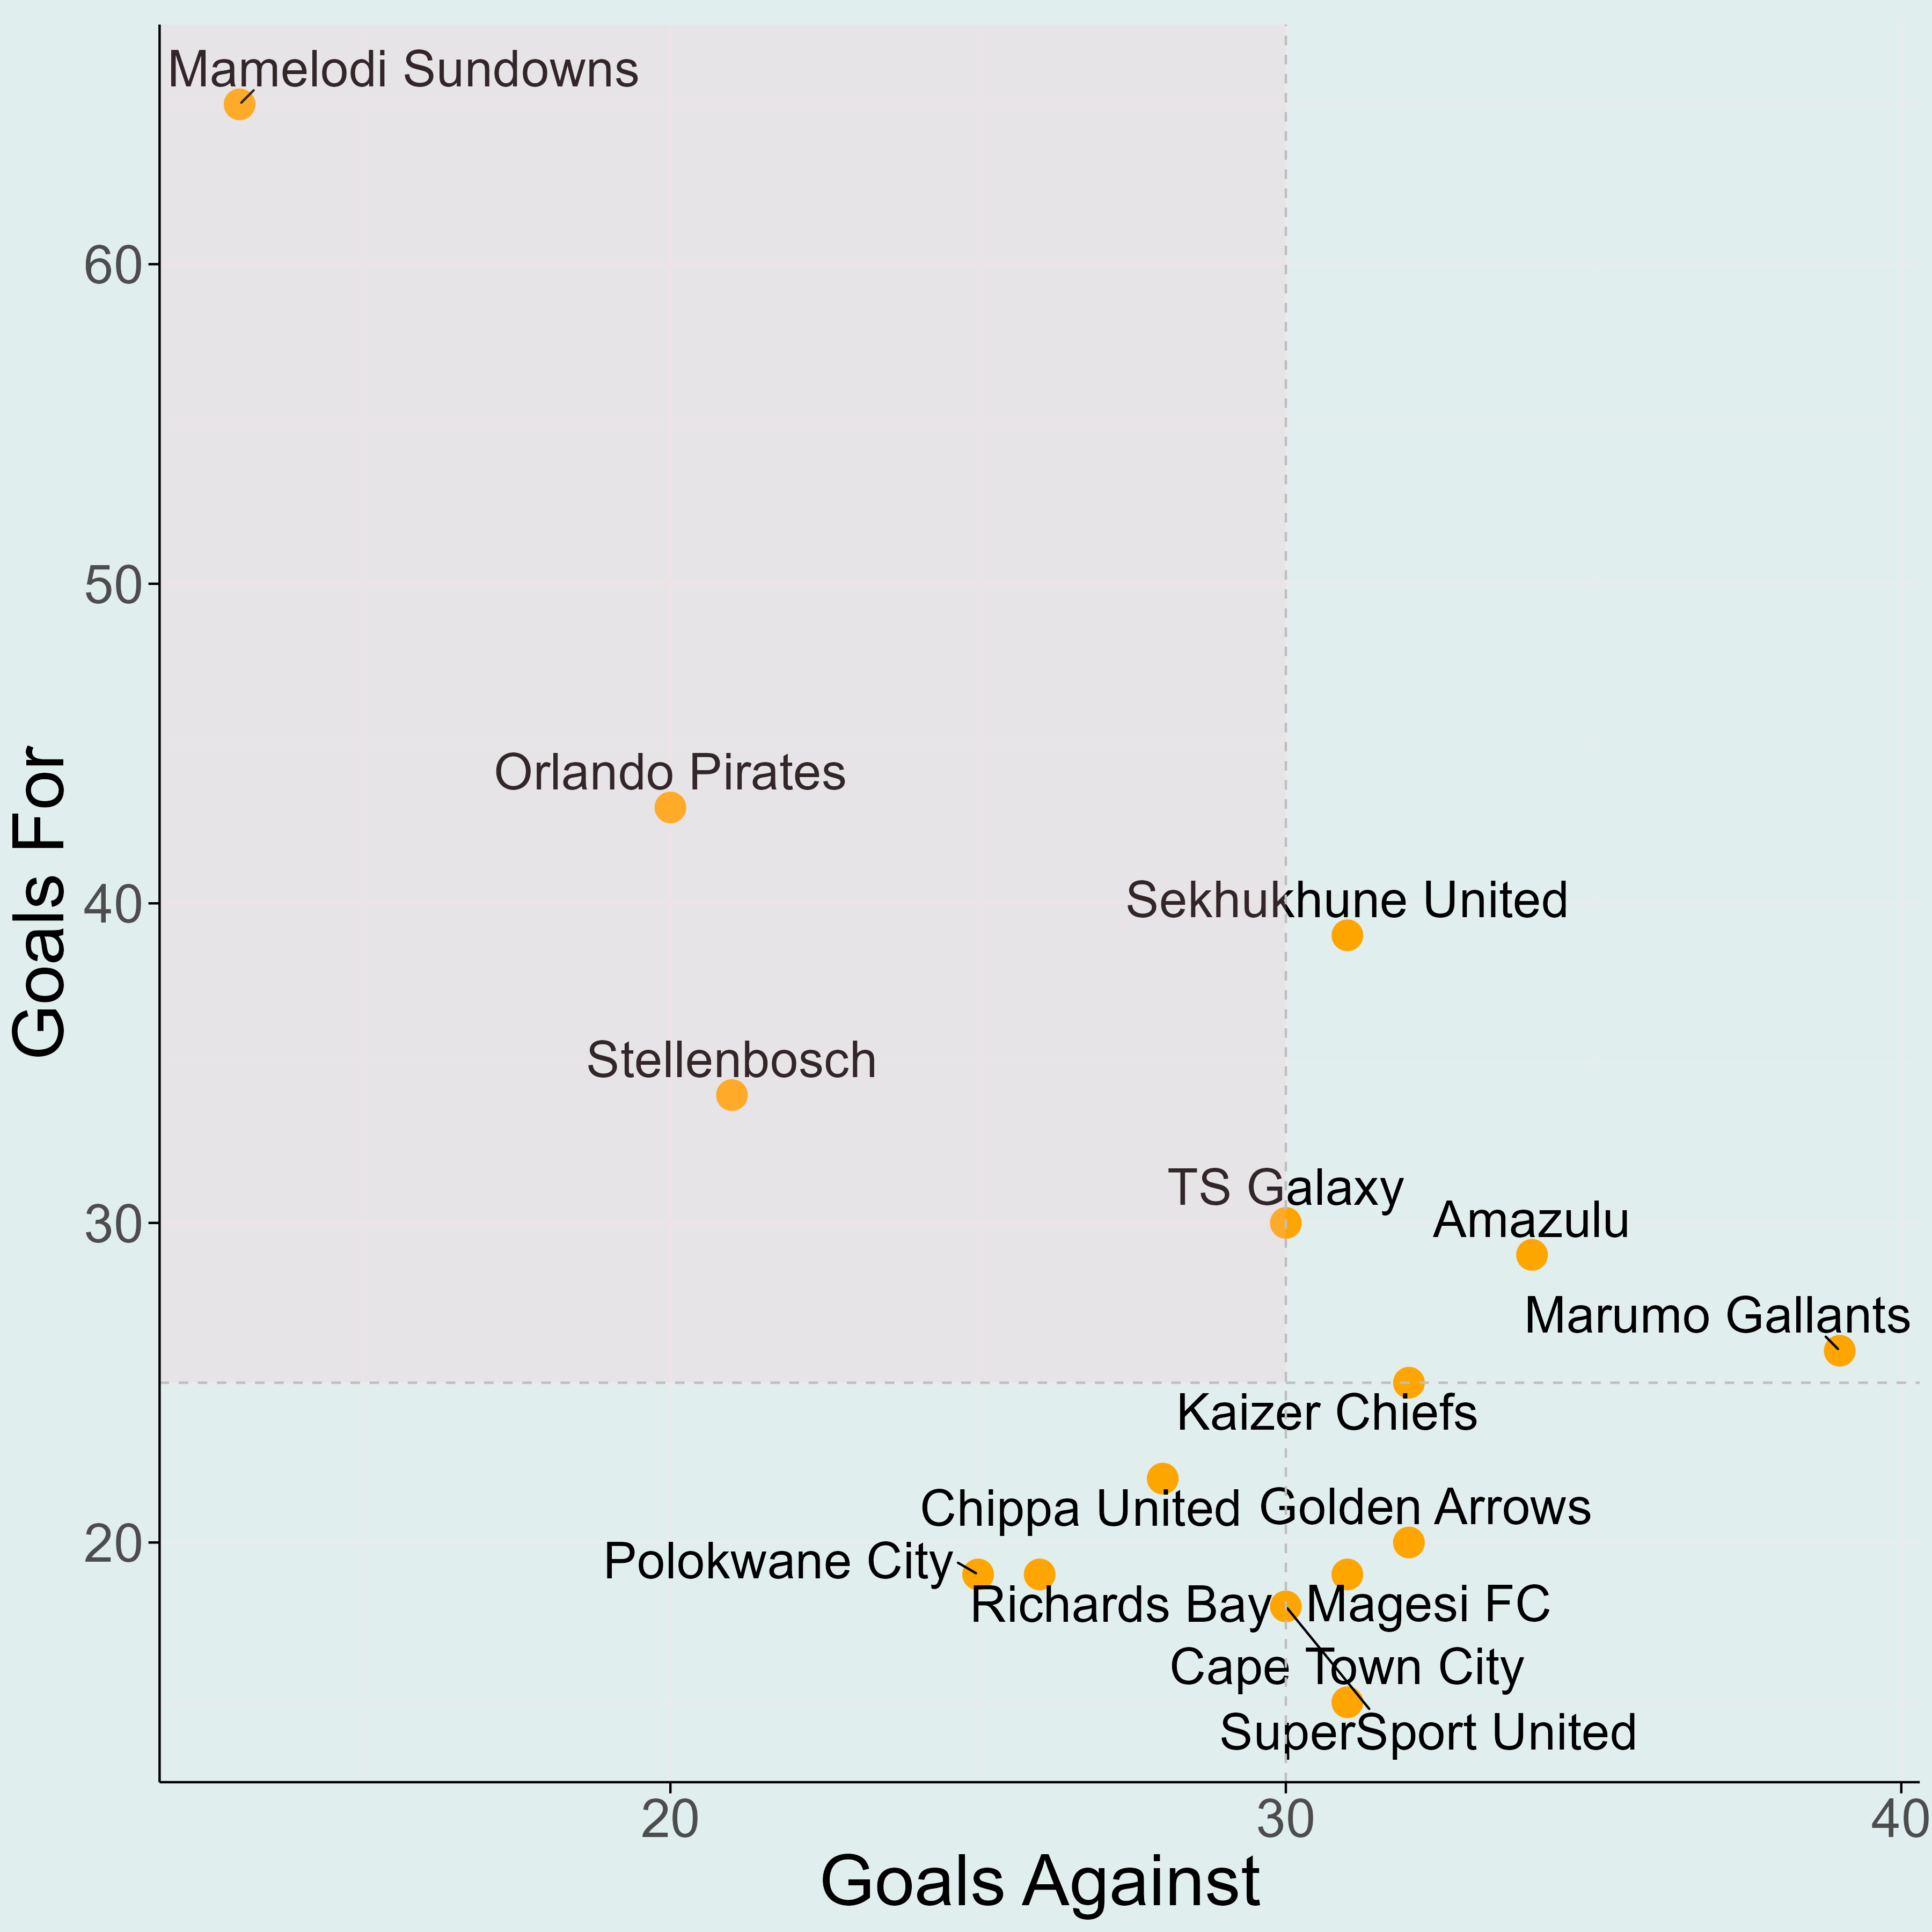 Mamelodi Sundowns
60
50
Orlando Pirates
Goals For
40
Sekhukhune United
Stellenbosch
TS Galaxy
30
Amazulu
Marumo Gallants
Kaizer Chiefs
Chippa United
Golden Arrows
20
Polokwane City
Richards Bay
Magesi FC
Cape Town City
SuperSport United
20
30
40
Goals Against